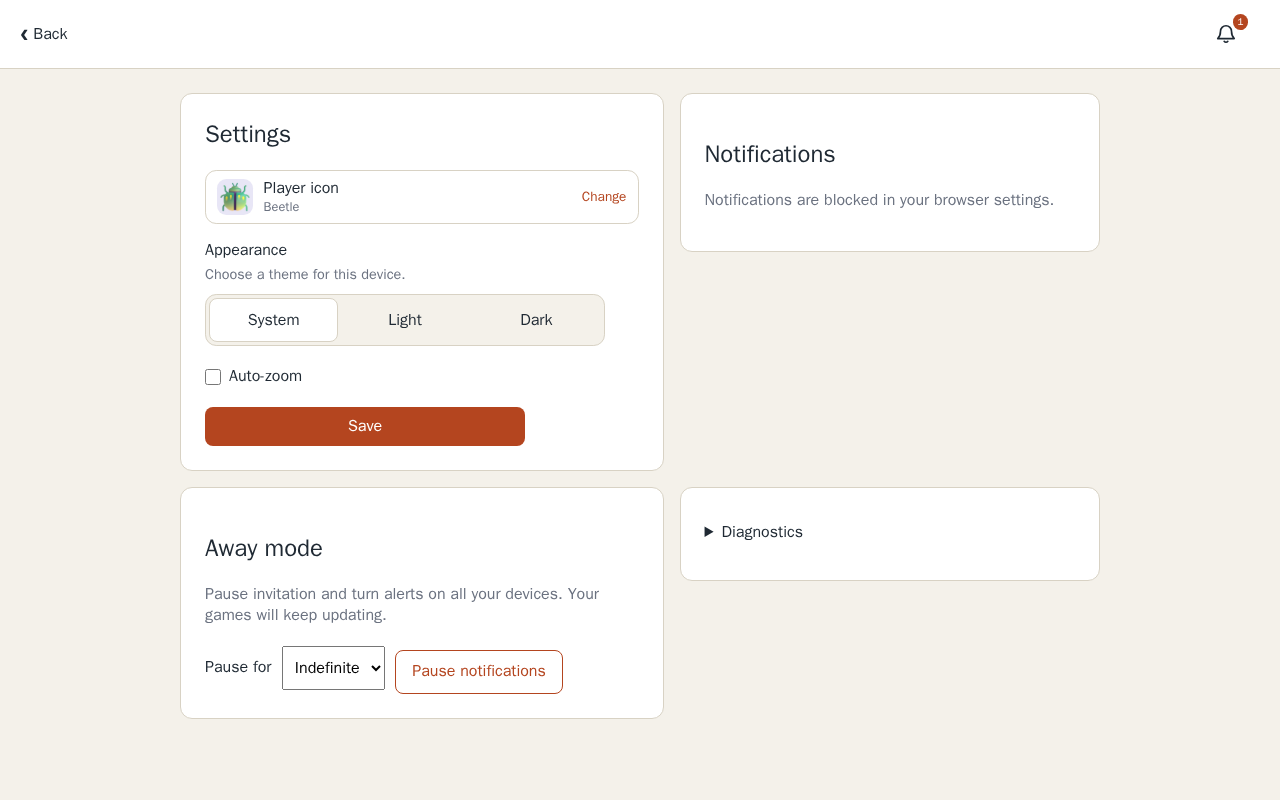 Back
1
Settings
Player icon
Beetle
Change
Appearance
Choose a theme for this device.
System
Light
Dark
Auto-zoom
Save
Notifications
Notifications are blocked in your browser settings.
Away mode
Pause invitation and turn alerts on all your devices. Your
games will keep updating.
Pause for
Indefinite
Pause notifications
Diagnostics